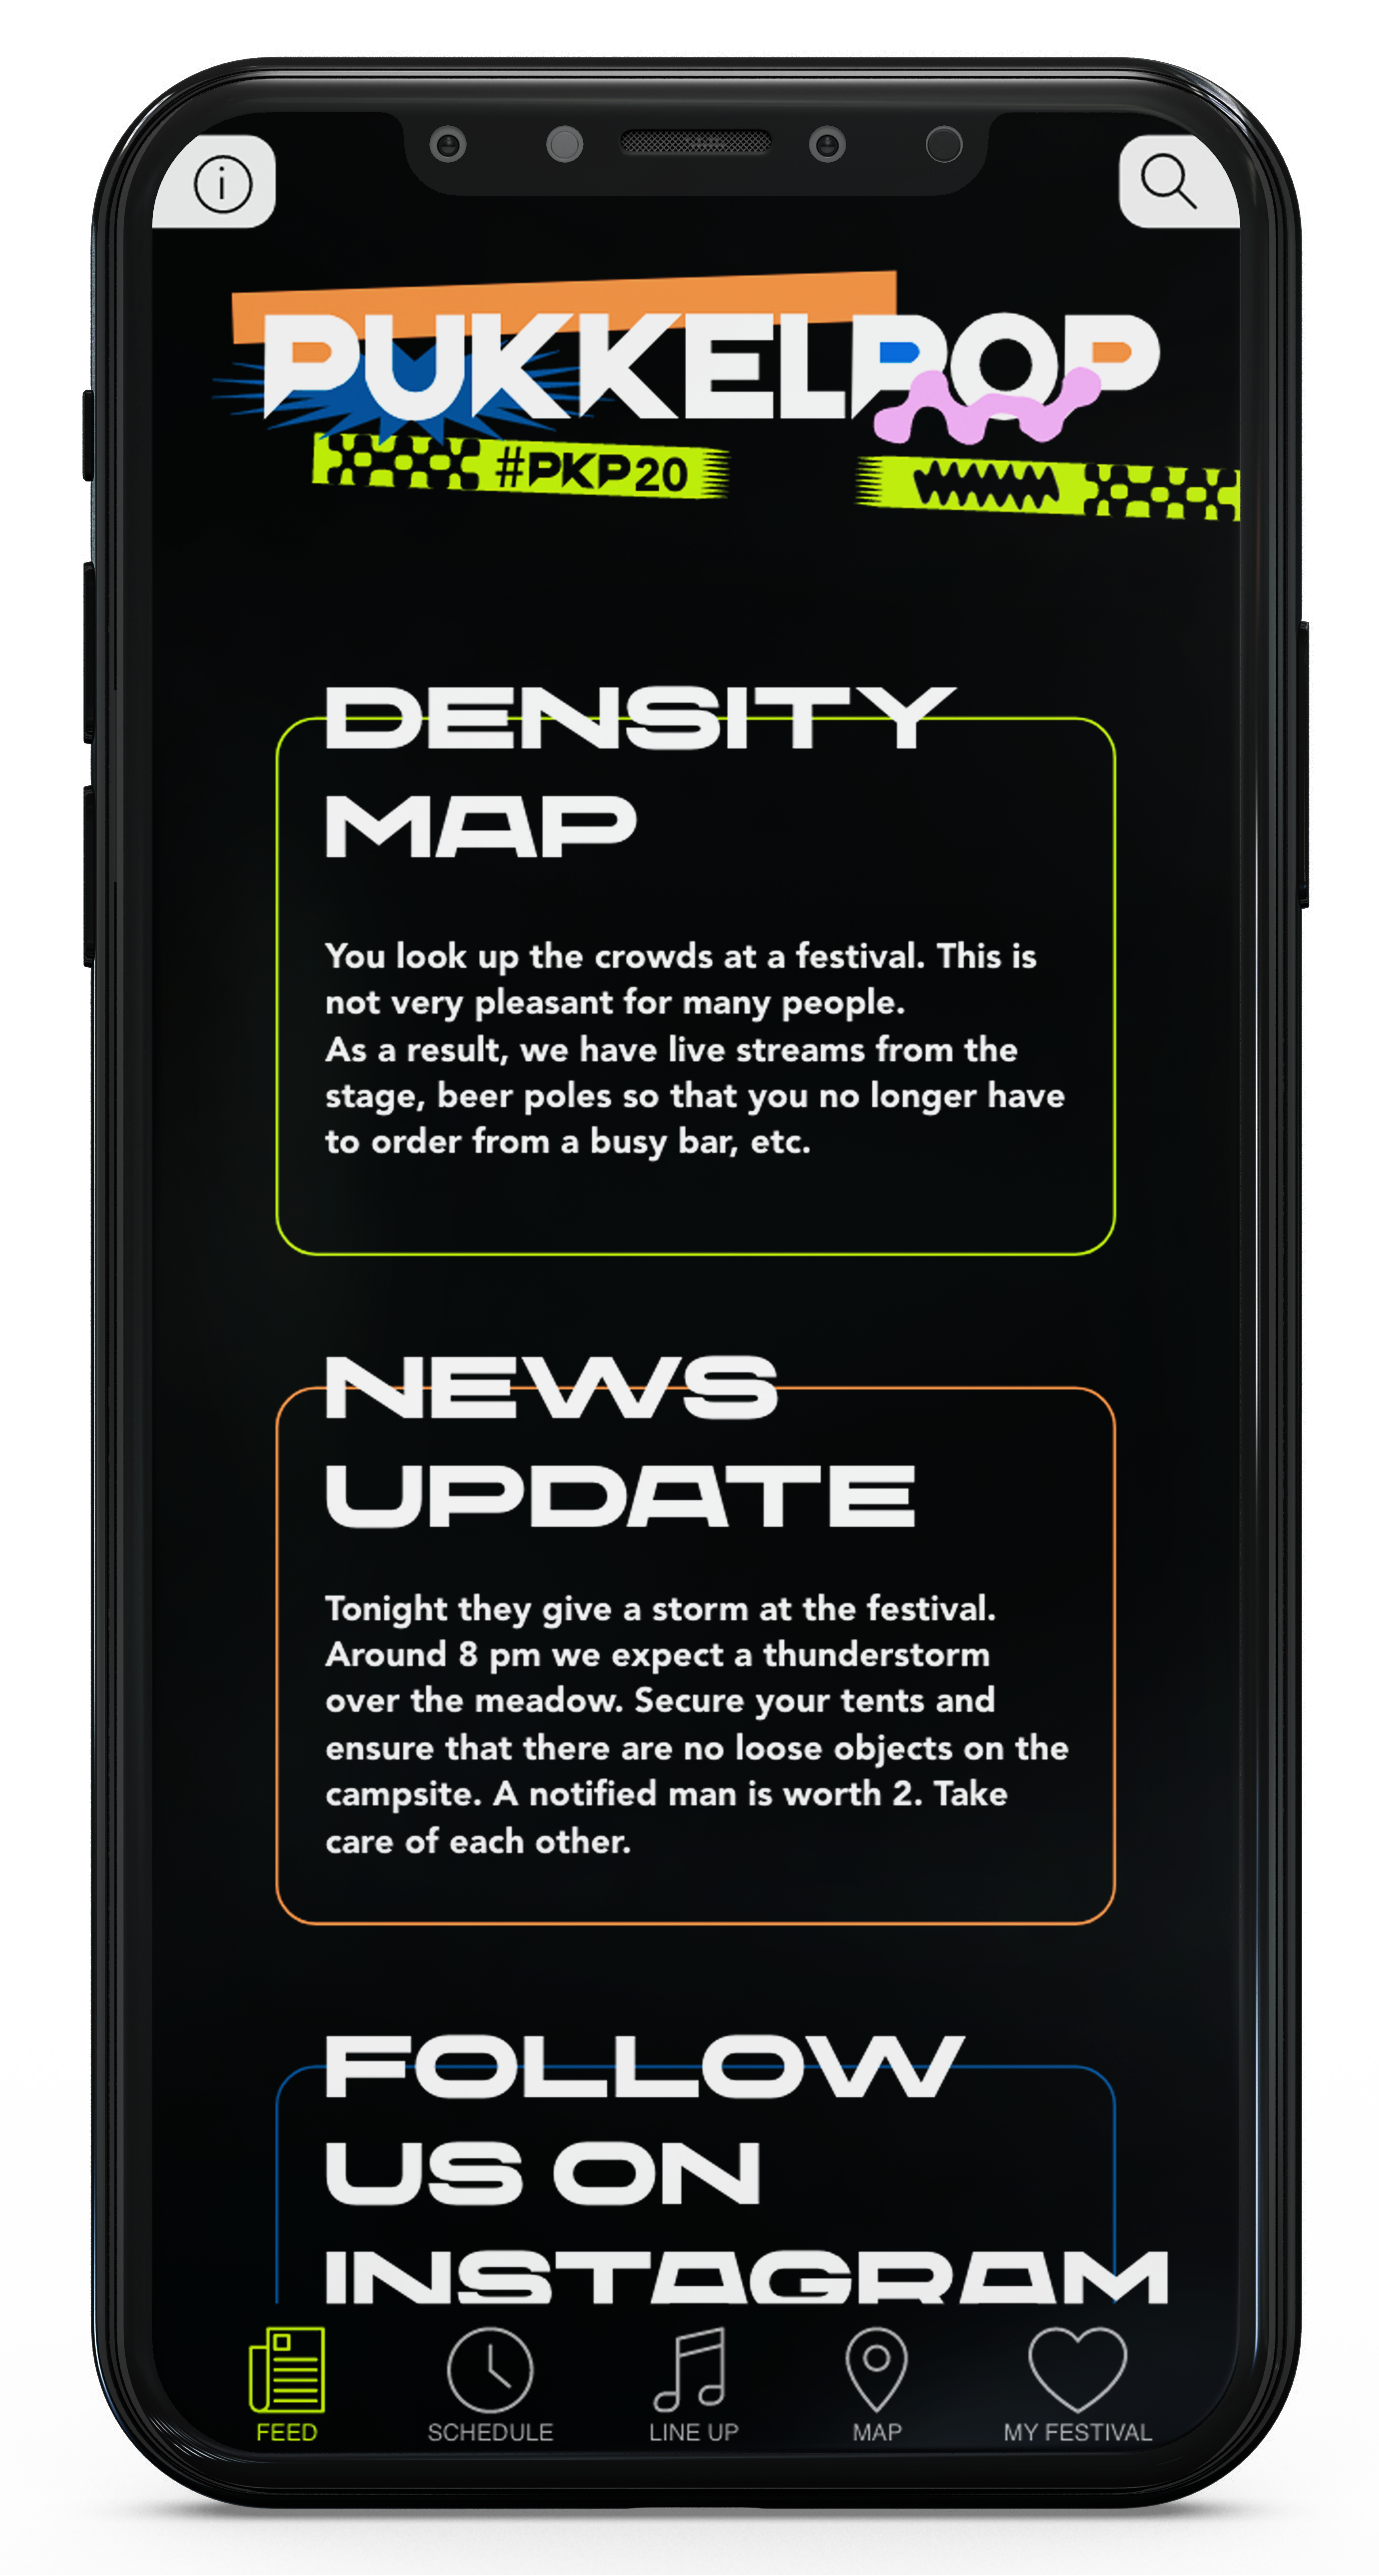 PUKKELPOP
#PKP20
DENSITY
MAP
You look up the crowds at a festival. This is
not very pleasant for many people.
As a result, we have live streams from the
stage, beer poles so that you no longer have
to order from a busy bar, etc.
NEWS
UPDATE
Tonight they give a storm at the festival.
Around 8 pm we expect a thunderstorm
over the meadow. Secure your tents and
ensure that there are no loose objects on the
campsite. A notified man is worth 2. Take
care of each other.
FOLLOW
US ON
INSTAGRAM
FEED SCHEDULE LINE UP MAP MY FESTIVAL